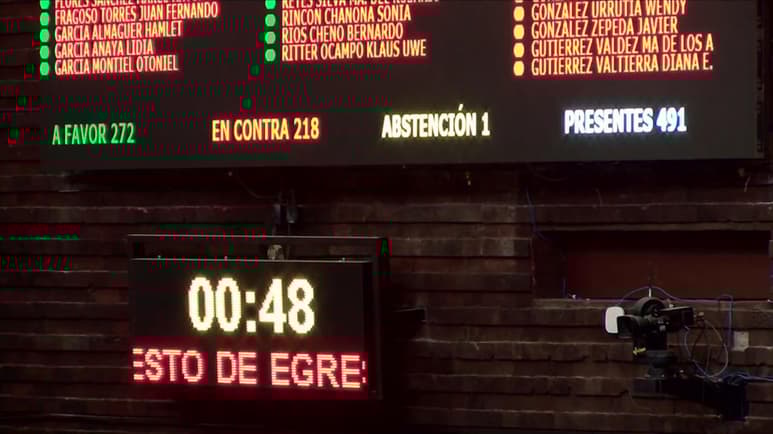 FRAGOSO TORRES JUAN FERNANDO
GARCIA ALMAGUER HAMLET
GARCIA ANAYA LIDIA
GARCIA MONTIEL OTONIEL
RINCON CHANONA SONIA
RIOS CHENO BERNARDO
RITTER OCAMPO KLAUS UWE
GONZALEZ URRUTIA WENDY
GONZALEZ ZEPEDA JAVIER
GUTIERREZ VALDEZ MA DE LOS A
GUTIERREZ VALTIERRA DIANA E.
A FAVOR 272
EN CONTRA 218
ABSTENCIÓN 1
PRESENTES 491
00:48
ESTO DE EGRE